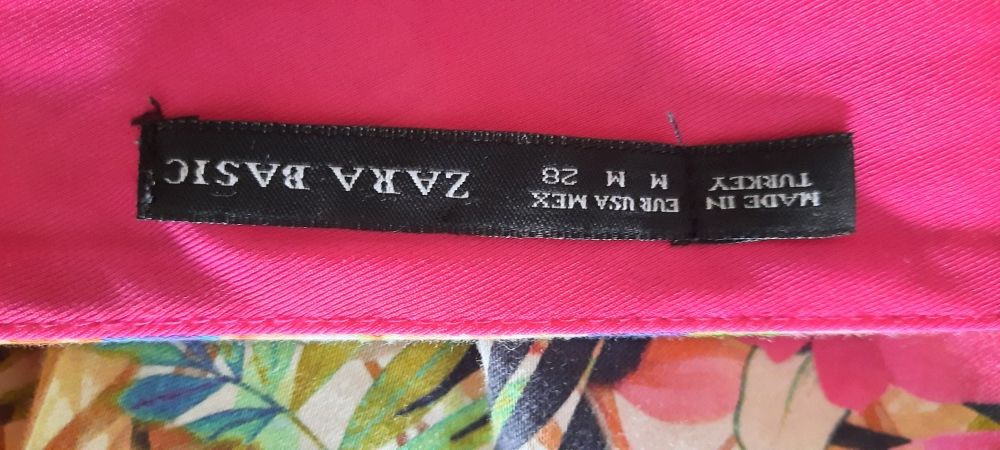 ZARA BASIC
EUR USA MEX
M M 28
MADE IN
TURKEY